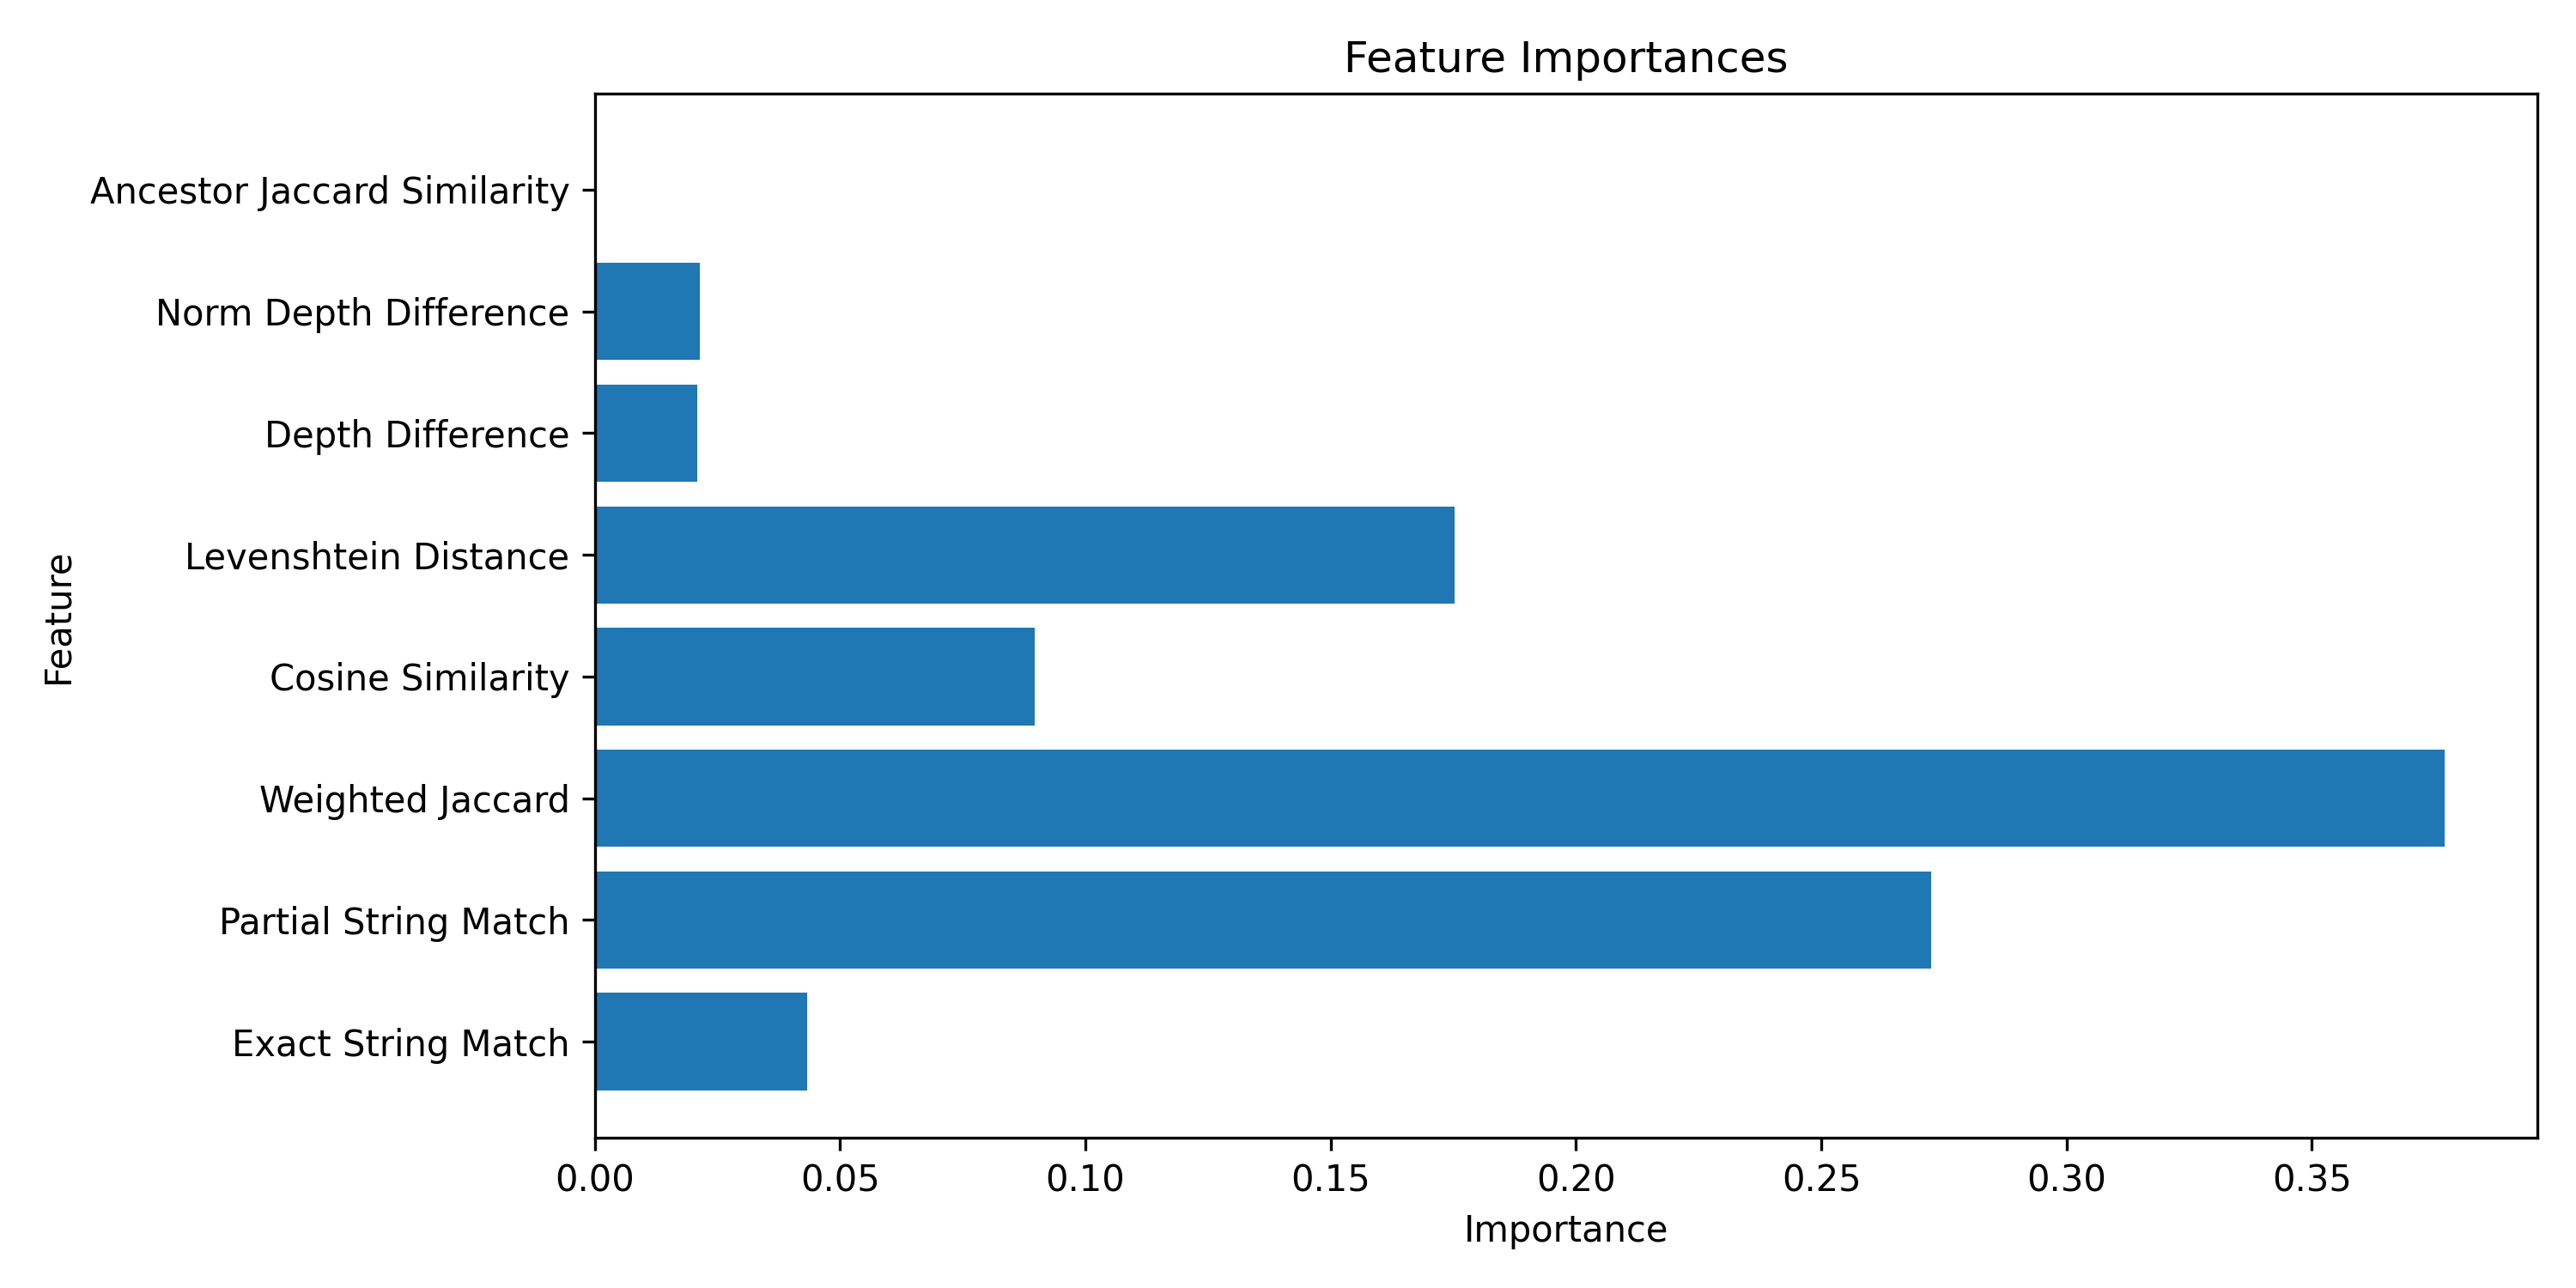 Feature Importances
Ancestor Jaccard Similarity
Norm Depth Difference
Depth Difference
Levenshtein Distance
Cosine Similarity
Weighted Jaccard
Partial String Match
Exact String Match
Feature
0.00 0.05 0.10 0.15 0.20 0.25 0.30 0.35
Importance